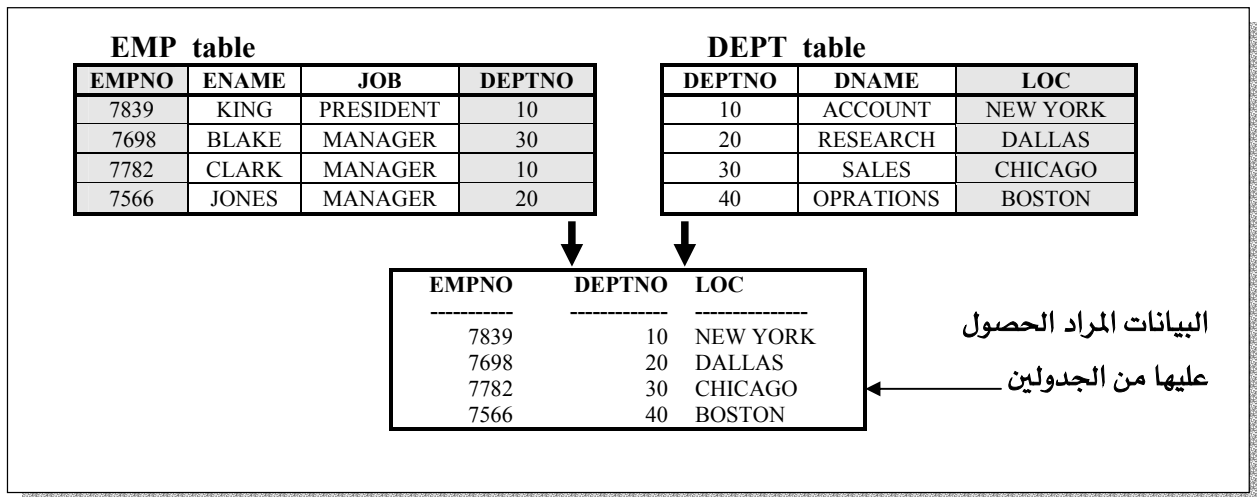 EMP table
EMPNO ENAME JOB DEPTNO
7839 KING PRESIDENT 10
7698 BLAKE MANAGER 30
7782 CLARK MANAGER 10
7566 JONES MANAGER 20
DEPT table
DEPTNO DNAME LOC
10 ACCOUNT NEW YORK
20 RESEARCH DALLAS
30 SALES CHICAGO
40 OPRATIONS BOSTON
EMPNO DEPTNO LOC
----------- ------------- ---------------
7839 10 NEW YORK
7698 20 DALLAS
7782 30 CHICAGO
7566 40 BOSTON
البيانات المراد الحصول
عليها من الجدولين